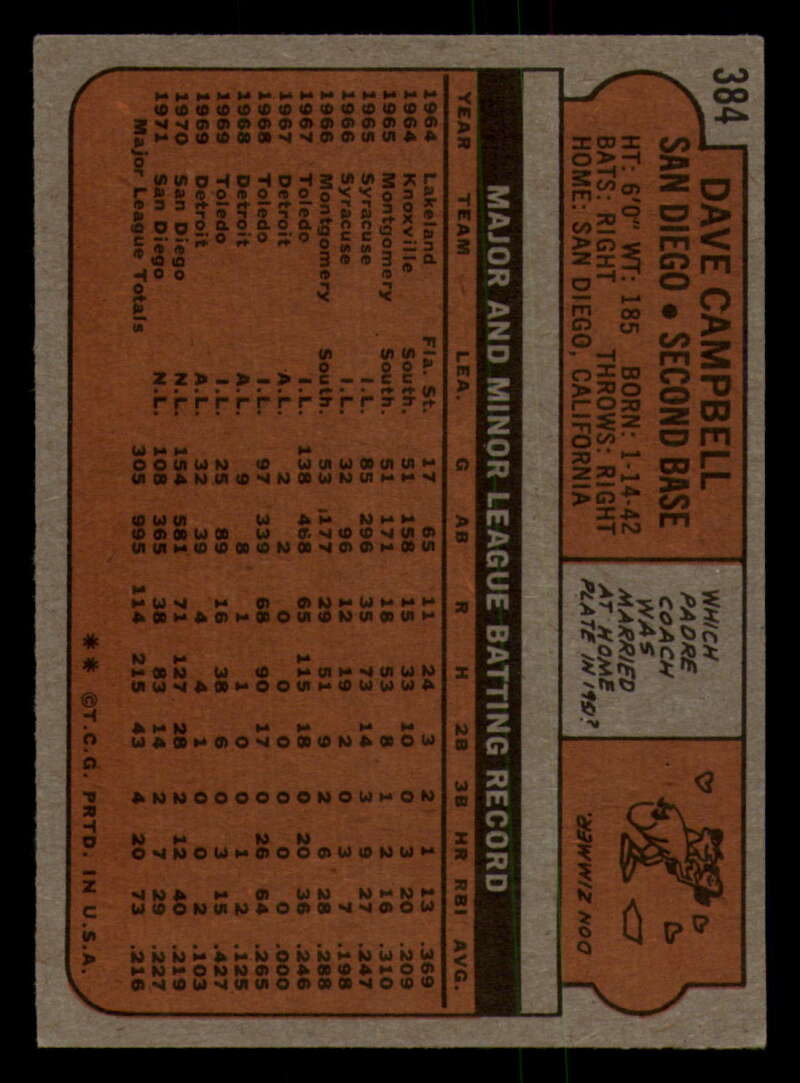 384
DAVE CAMPBELL
SAN DIEGO • SECOND BASE
HT: 6'0" WT: 185 BORN: 1-14-42
BATS: RIGHT THROWS: RIGHT
HOME: SAN DIEGO, CALIFORNIA
WHICH
PADRE
COACH
WAS
MARRIED
AT HOME
PLATE IN 1951?
DON ZIMMER
MAJOR AND MINOR LEAGUE BATTING RECORD
YEAR TEAM LEA. G AB R H 2B 3B HR RBI AVG.
1964 Lakeland Fla. St. 17 65 11 24 3 2 1 13 .369
1964 Knoxville South. 51 158 15 33 10 0 3 20 .209
1965 Montgomery South. 51 171 18 53 8 1 2 16 .310
1965 Syracuse I.L. 85 296 35 73 14 3 9 27 .247
1966 Syracuse I.L. 32 96 12 19 2 0 3 7 .198
1966 Montgomery South. 53 177 29 51 9 2 6 28 .288
1967 Toledo I.L. 138 468 65 115 18 1 20 36 .246
1967 Detroit A.L. 2 2 0 0 0 0 0 0 .000
1968 Toledo I.L. 97 339 68 90 17 0 26 64 .265
1968 Detroit A.L. 9 8 1 1 0 0 1 2 .125
1969 Toledo I.L. 25 89 16 38 6 0 3 15 .427
1969 Detroit A.L. 32 39 4 4 1 0 0 2 .103
1970 San Diego N.L. 154 581 71 127 28 2 12 40 .219
1971 San Diego N.L. 108 365 38 83 14 2 7 29 .227
Major League Totals 305 995 114 215 43 4 20 73 .216
** ©T.C.G. PRTD. IN U.S.A.